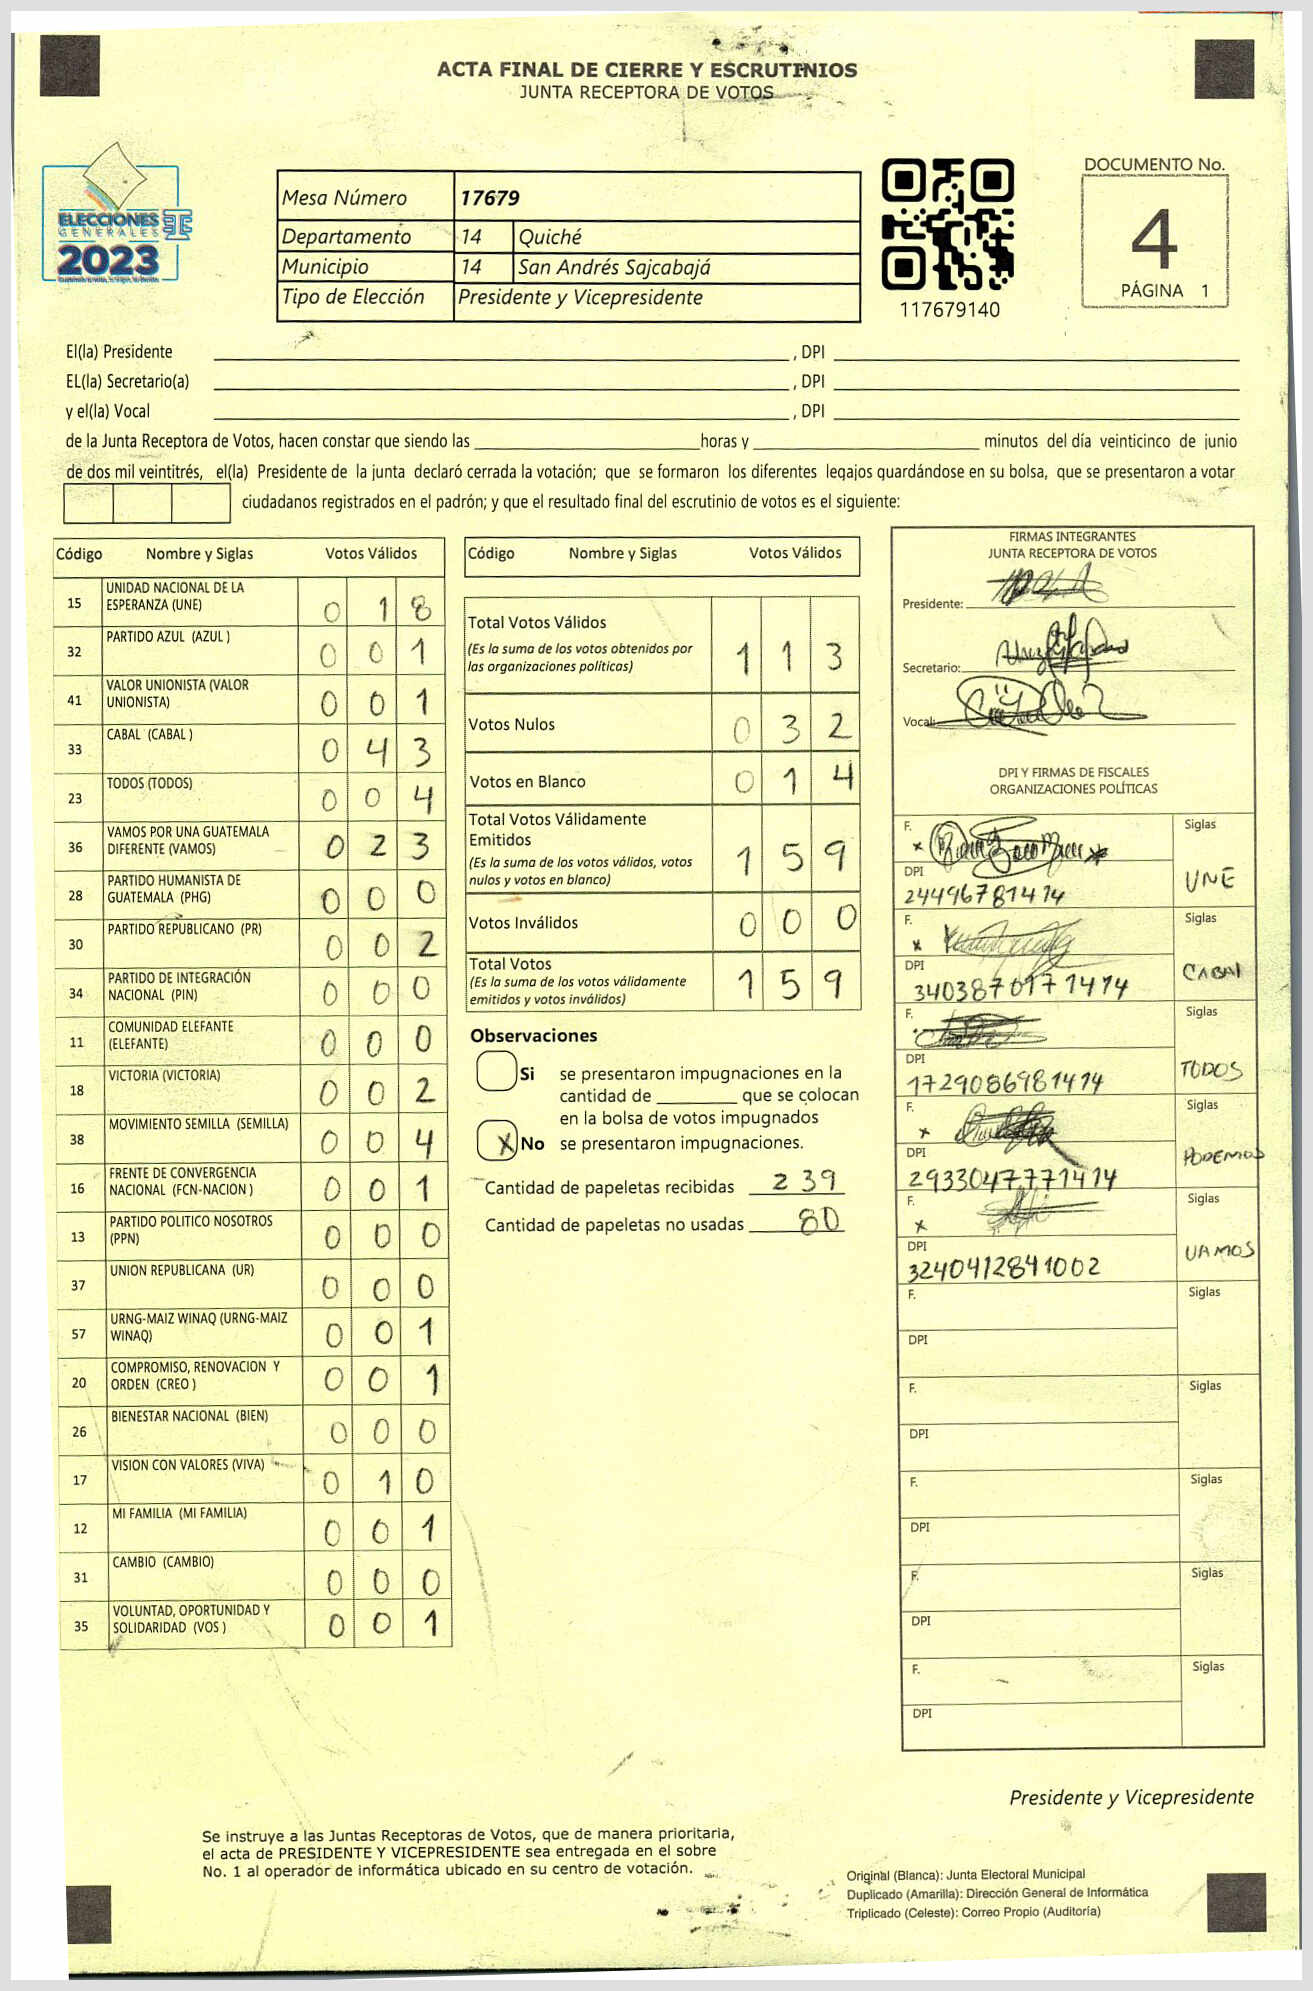 ACTA FINAL DE CIERRE Y ESCRUTINIOS
JUNTA RECEPTORA DE VOTOS
ELECCIONES
GENERALES
2023
Mesa Número 17679
Departamento 14 Quiché
Municipio 14 San Andrés Sajcabajá
Tipo de Elección Presidente y Vicepresidente
117679140
DOCUMENTO No.
4
PÁGINA 1
El(la) Presidente , DPI
EL(la) Secretario(a) , DPI
y el(la) Vocal , DPI
de la Junta Receptora de Votos, hacen constar que siendo las horas y minutos del día veinticinco de junio
de dos mil veintitrés, el(la) Presidente de la junta declaró cerrada la votación; que se formaron los diferentes legajos quardándose en su bolsa, que se presentaron a votar
ciudadanos registrados en el padrón; y que el resultado final del escrutinio de votos es el siguiente:
Código Nombre y Siglas Votos Válidos
15 UNIDAD NACIONAL DE LA
ESPERANZA (UNE) 0 1 8
32 PARTIDO AZUL (AZUL ) 0 0 1
41 VALOR UNIONISTA (VALOR
UNIONISTA) 0 0 1
33 CABAL (CABAL ) 0 4 3
23 TODOS (TODOS) 0 0 4
36 VAMOS POR UNA GUATEMALA
DIFERENTE (VAMOS) 0 2 3
28 PARTIDO HUMANISTA DE
GUATEMALA (PHG) 0 0 0
30 PARTIDO REPUBLICANO (PR) 0 0 2
34 PARTIDO DE INTEGRACIÓN
NACIONAL (PIN) 0 0 0
11 COMUNIDAD ELEFANTE
(ELEFANTE) 0 0 0
18 VICTORIA (VICTORIA) 0 0 2
38 MOVIMIENTO SEMILLA (SEMILLA) 0 0 4
16 FRENTE DE CONVERGENCIA
NACIONAL (FCN-NACION ) 0 0 1
13 PARTIDO POLITICO NOSOTROS
(PPN) 0 0 0
37 UNION REPUBLICANA (UR) 0 0 0
57 URNG-MAIZ WINAQ (URNG-MAIZ
WINAQ) 0 0 1
20 COMPROMISO, RENOVACION Y
ORDEN (CREO ) 0 0 1
26 BIENESTAR NACIONAL (BIEN) 0 0 0
17 VISION CON VALORES (VIVA) 0 1 0
12 MI FAMILIA (MI FAMILIA) 0 0 1
31 CAMBIO (CAMBIO) 0 0 0
35 VOLUNTAD, OPORTUNIDAD Y
SOLIDARIDAD (VOS ) 0 0 1
Código Nombre y Siglas Votos Válidos
Total Votos Válidos
(Es la suma de los votos obtenidos por
las organizaciones políticas) 1 1 3
Votos Nulos 0 3 2
Votos en Blanco 0 1 4
Total Votos Válidamente
Emitidos
(Es la suma de los votos válidos, votos
nulos y votos en blanco) 1 5 9
Votos Inválidos 0 0 0
Total Votos
(Es la suma de los votos válidamente
emitidos y votos inválidos) 1 5 9
Observaciones
Si se presentaron impugnaciones en la
cantidad de que se colocan
en la bolsa de votos impugnados
X No se presentaron impugnaciones.
Cantidad de papeletas recibidas 239
Cantidad de papeletas no usadas 80
FIRMAS INTEGRANTES
JUNTA RECEPTORA DE VOTOS
Presidente:
Secretario:
Vocal:
DPI Y FIRMAS DE FISCALES
ORGANIZACIONES POLÍTICAS
F. x Siglas
DPI UNE
2449678 1414
F. x Siglas
DPI CABAL
3403870171414
F. Siglas
DPI TODOS
1729086981414
F. x Siglas
DPI PODEMOS
2933047771414
F. x Siglas
DPI VAMOS
3240412841002
F. Siglas
DPI
F. Siglas
DPI
F. Siglas
DPI
F. Siglas
DPI
F. Siglas
DPI
Presidente y Vicepresidente
Se instruye a las Juntas Receptoras de Votos, que de manera prioritaria,
el acta de PRESIDENTE Y VICEPRESIDENTE sea entregada en el sobre
No. 1 al operador de informática ubicado en su centro de votación.
Original (Blanca): Junta Electoral Municipal
Duplicado (Amarilla): Dirección General de Informática
Triplicado (Celeste): Correo Propio (Auditoría)